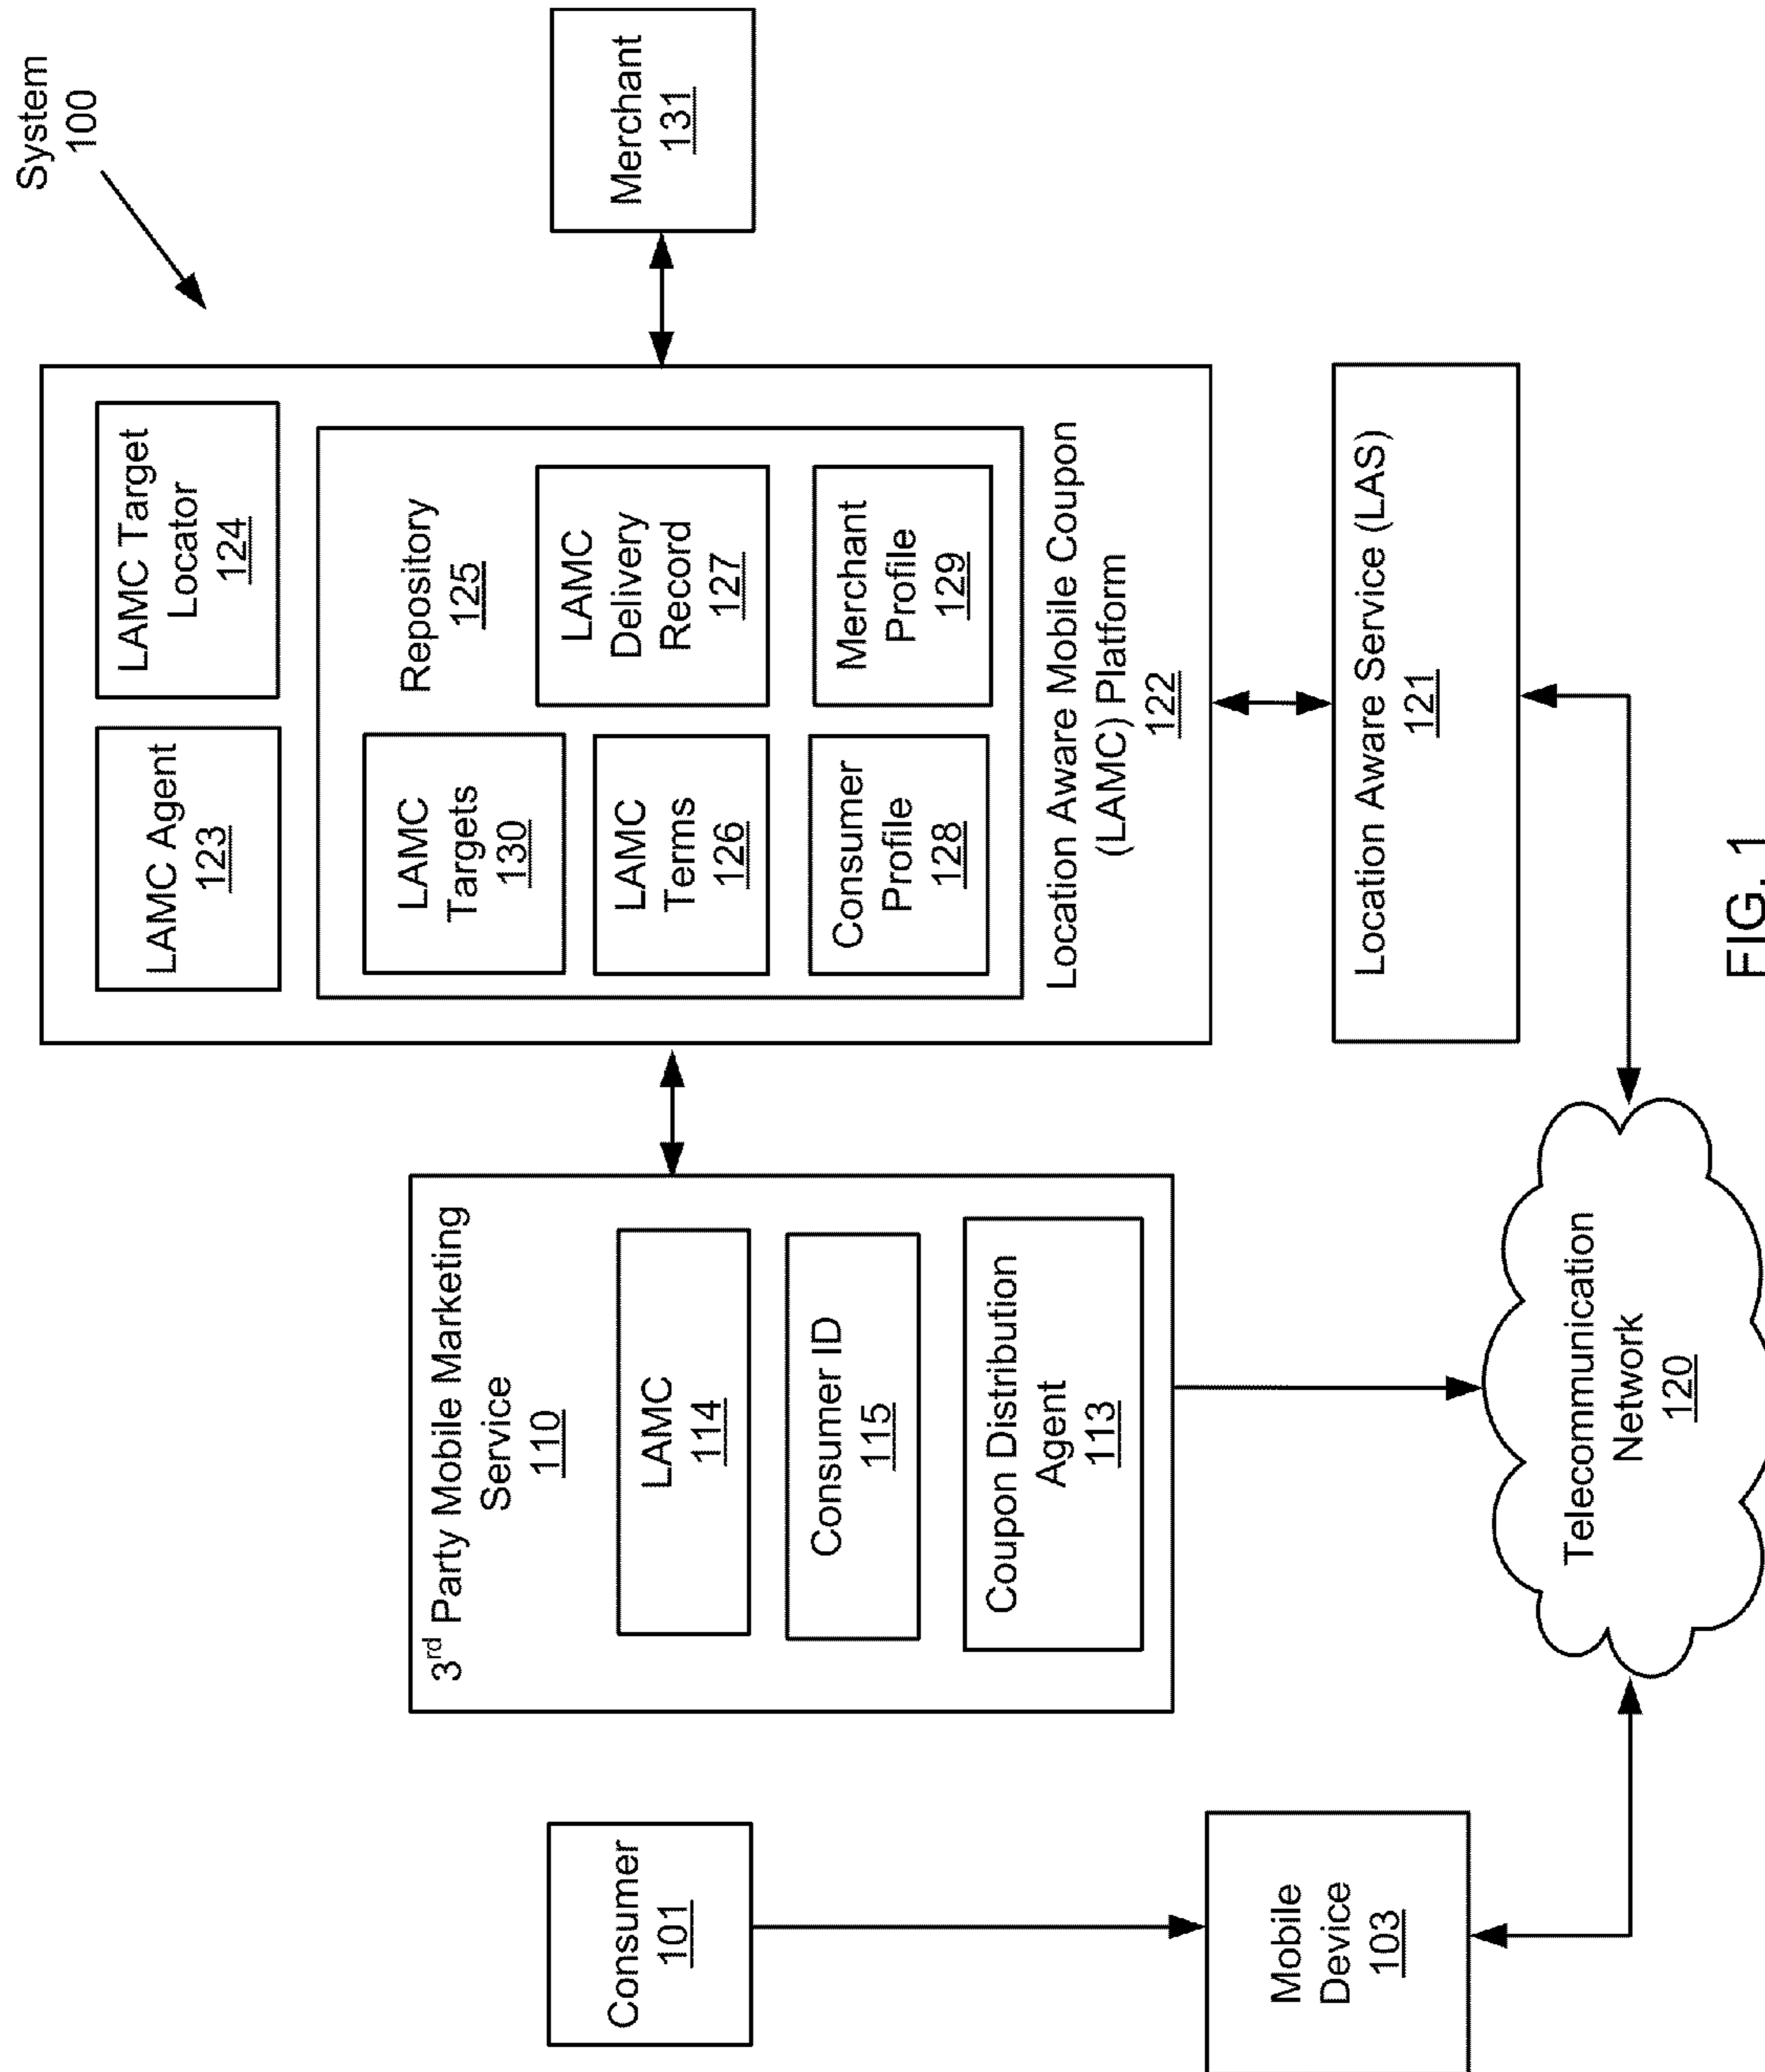 System
100
Consumer
101
Mobile
Device
103
3rd Party Mobile Marketing
Service
110
LAMC
114
Consumer ID
115
Coupon Distribution
Agent
113
Telecommunication
Network
120
LAMC Agent
123
LAMC Target
Locator
124
Repository
125
LAMC
Targets
130
LAMC
Terms
126
LAMC
Delivery
Record
127
Consumer
Profile
128
Merchant
Profile
129
Location Aware Mobile Coupon
(LAMC) Platform
122
Location Aware Service (LAS)
121
Merchant
131
FIG. 1